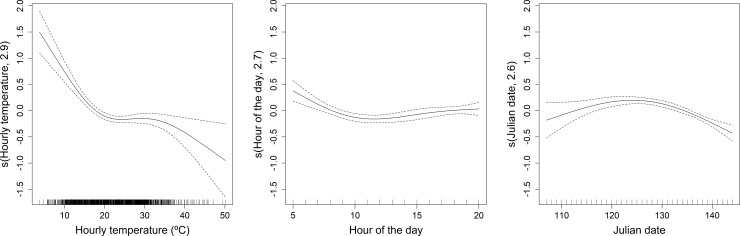 s(Hourly temperature, 2.9)
2.0
1.5
1.0
0.5
0.0
-0.5
-1.0
-1.5
10 20 30 40 50
Hourly temperature (ºC)
s(Hour of the day, 2.7)
2.0
1.5
1.0
0.5
0.0
-0.5
-1.0
-1.5
5 10 15 20
Hour of the day
s(Julian date, 2.6)
2.0
1.5
1.0
0.5
0.0
-0.5
-1.0
-1.5
110 120 130 140
Julian date